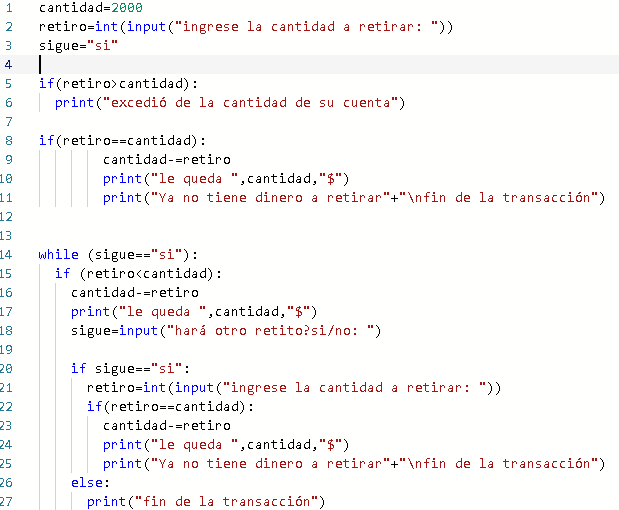 1 cantidad=2000
2 retiro=int(input("ingrese la cantidad a retirar: "))
3 sigue="si"
4
5 if(retiro>cantidad):
6 print("excedió de la cantidad de su cuenta")
7
8 if(retiro==cantidad):
9 cantidad-=retiro
10 print("le queda ",cantidad,"$")
11 print("Ya no tiene dinero a retirar"+"\nfin de la transacción")
12
13
14 while (sigue=="si"):
15 if (retiro<cantidad):
16 cantidad-=retiro
17 print("le queda ",cantidad,"$")
18 sigue=input("hará otro retito?si/no: ")
19
20 if sigue=="si":
21 retiro=int(input("ingrese la cantidad a retirar: "))
22 if(retiro==cantidad):
23 cantidad-=retiro
24 print("le queda ",cantidad,"$")
25 print("Ya no tiene dinero a retirar"+"\nfin de la transacción")
26 else:
27 print("fin de la transacción")